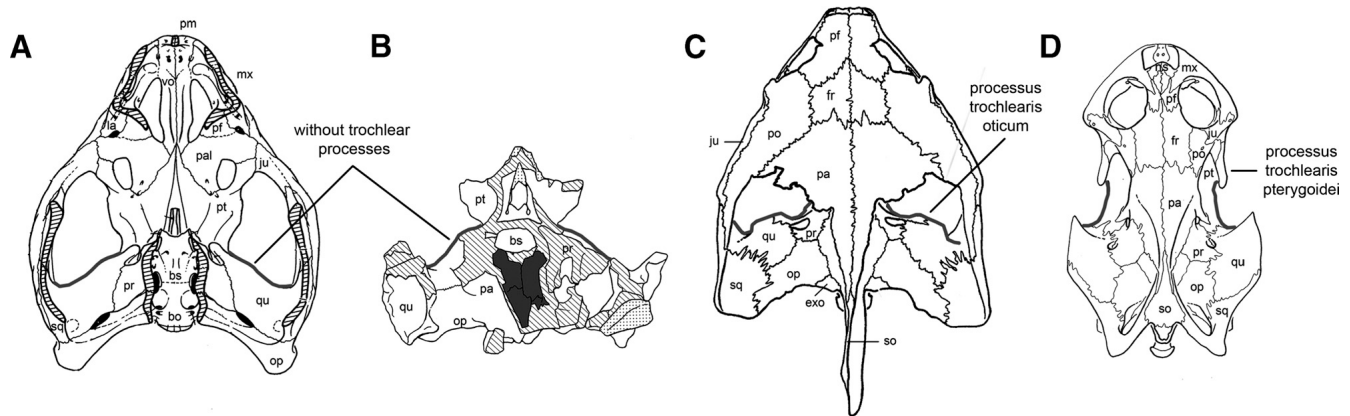 A
pm
vo
mx
la
pf
pal
ju
pt
bs
pr
qu
bo
sq
op
without trochlear
processes
B
pt
bs
pr
pa
qu
op
C
pf
fr
po
ju
pa
qu
pr
op
sq
exo
so
processus
trochlearis
oticum
D
ns
mx
pf
ju
fr
po
pt
pa
pr
qu
op
so
sq
processus
trochlearis
pterygoidei